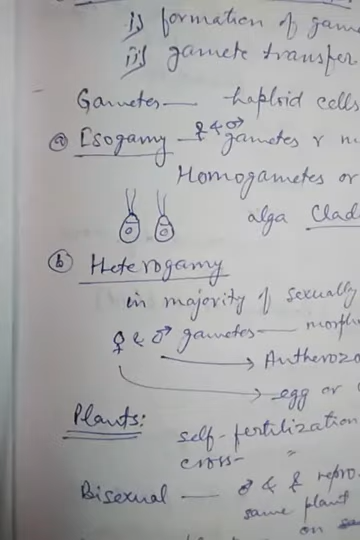 i) formation of game
ii) gamete transfer
Gametes — haploid cells
ⓐ Isogamy — ♀ & ♂ gametes r m
Homogametes or
alga Clad
ⓑ Heterogamy
in majority of sexually
♀ & ♂ gametes — morph
Antherozo
egg or
Plants:
self-fertilization
cross- "
Bisexual — ♂ & ♀ repro.
same plant
on sa